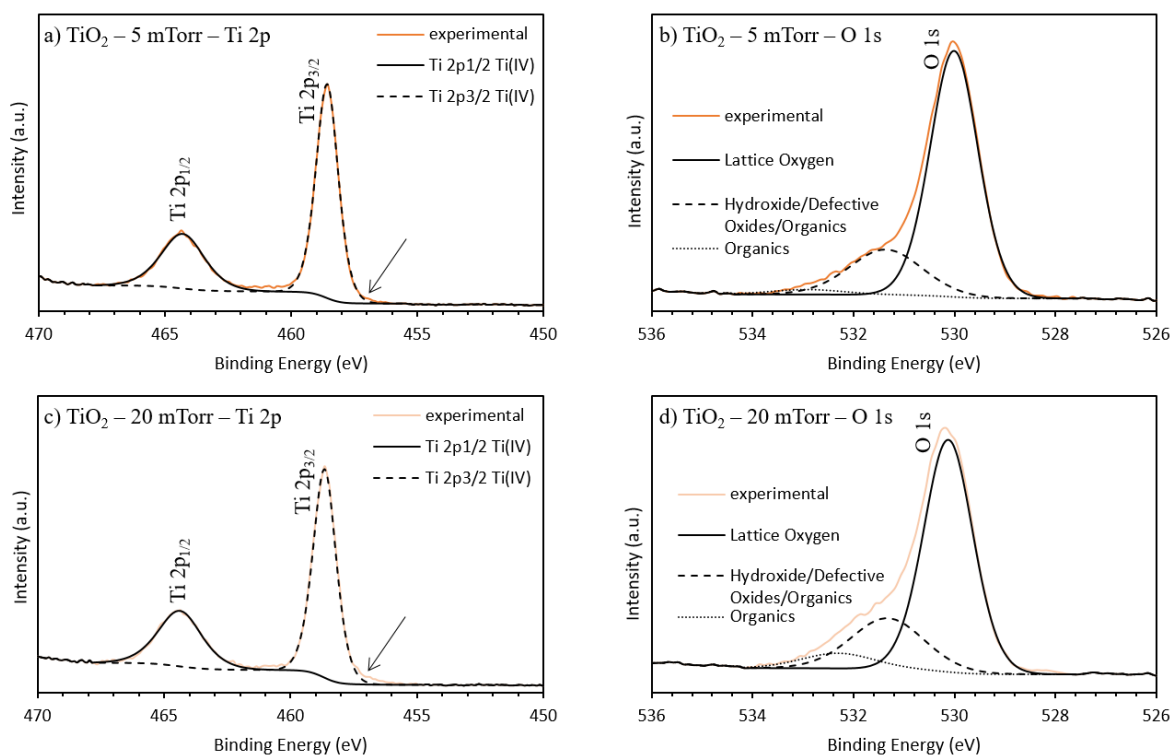 a) TiO2 – 5 mTorr – Ti 2p
experimental
Ti 2p1/2 Ti(IV)
Ti 2p3/2 Ti(IV)
Ti 2p3/2
Ti 2p1/2
Intensity (a.u.)
470 465 460 455 450
Binding Energy (eV)
b) TiO2 – 5 mTorr – O 1s
O 1s
experimental
Lattice Oxygen
Hydroxide/Defective
Oxides/Organics
Organics
Intensity (a.u.)
536 534 532 530 528 526
Binding Energy (eV)
c) TiO2 – 20 mTorr – Ti 2p
experimental
Ti 2p1/2 Ti(IV)
Ti 2p3/2 Ti(IV)
Ti 2p3/2
Ti 2p1/2
Intensity (a.u.)
470 465 460 455 450
Binding Energy (eV)
d) TiO2 – 20 mTorr – O 1s
O 1s
experimental
Lattice Oxygen
Hydroxide/Defective
Oxides/Organics
Organics
Intensity (a.u.)
536 534 532 530 528 526
Binding Energy (eV)